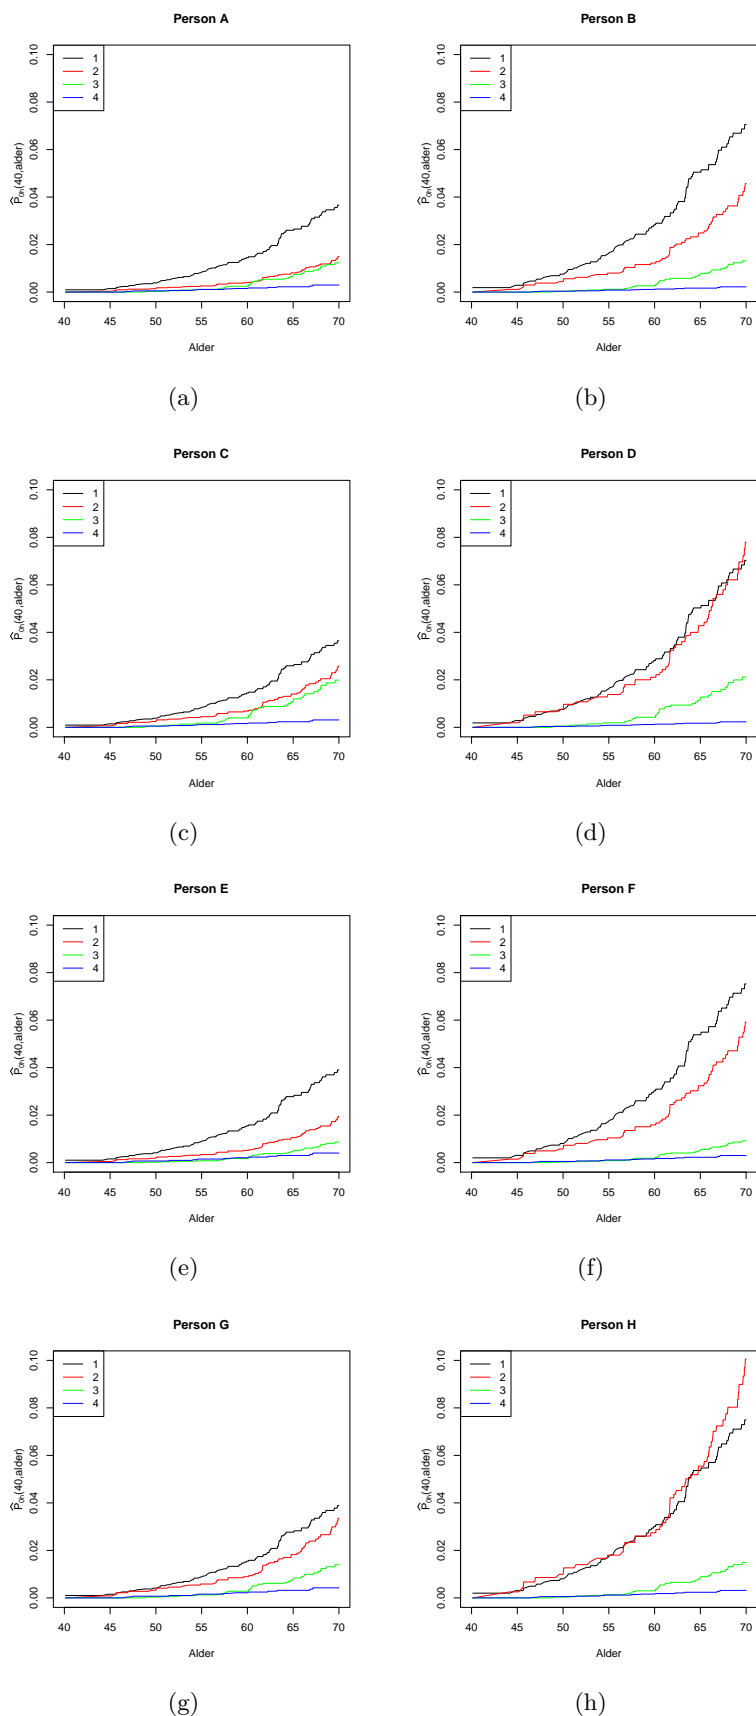 Person A
1
2
3
4
0.00 0.02 0.04 0.06 0.08 0.10
P̂0h(40,alder)
40 45 50 55 60 65 70
Alder
(a)
Person B
1
2
3
4
0.00 0.02 0.04 0.06 0.08 0.10
P̂0h(40,alder)
40 45 50 55 60 65 70
Alder
(b)
Person C
1
2
3
4
0.00 0.02 0.04 0.06 0.08 0.10
P̂0h(40,alder)
40 45 50 55 60 65 70
Alder
(c)
Person D
1
2
3
4
0.00 0.02 0.04 0.06 0.08 0.10
P̂0h(40,alder)
40 45 50 55 60 65 70
Alder
(d)
Person E
1
2
3
4
0.00 0.02 0.04 0.06 0.08 0.10
P̂0h(40,alder)
40 45 50 55 60 65 70
Alder
(e)
Person F
1
2
3
4
0.00 0.02 0.04 0.06 0.08 0.10
P̂0h(40,alder)
40 45 50 55 60 65 70
Alder
(f)
Person G
1
2
3
4
0.00 0.02 0.04 0.06 0.08 0.10
P̂0h(40,alder)
40 45 50 55 60 65 70
Alder
(g)
Person H
1
2
3
4
0.00 0.02 0.04 0.06 0.08 0.10
P̂0h(40,alder)
40 45 50 55 60 65 70
Alder
(h)